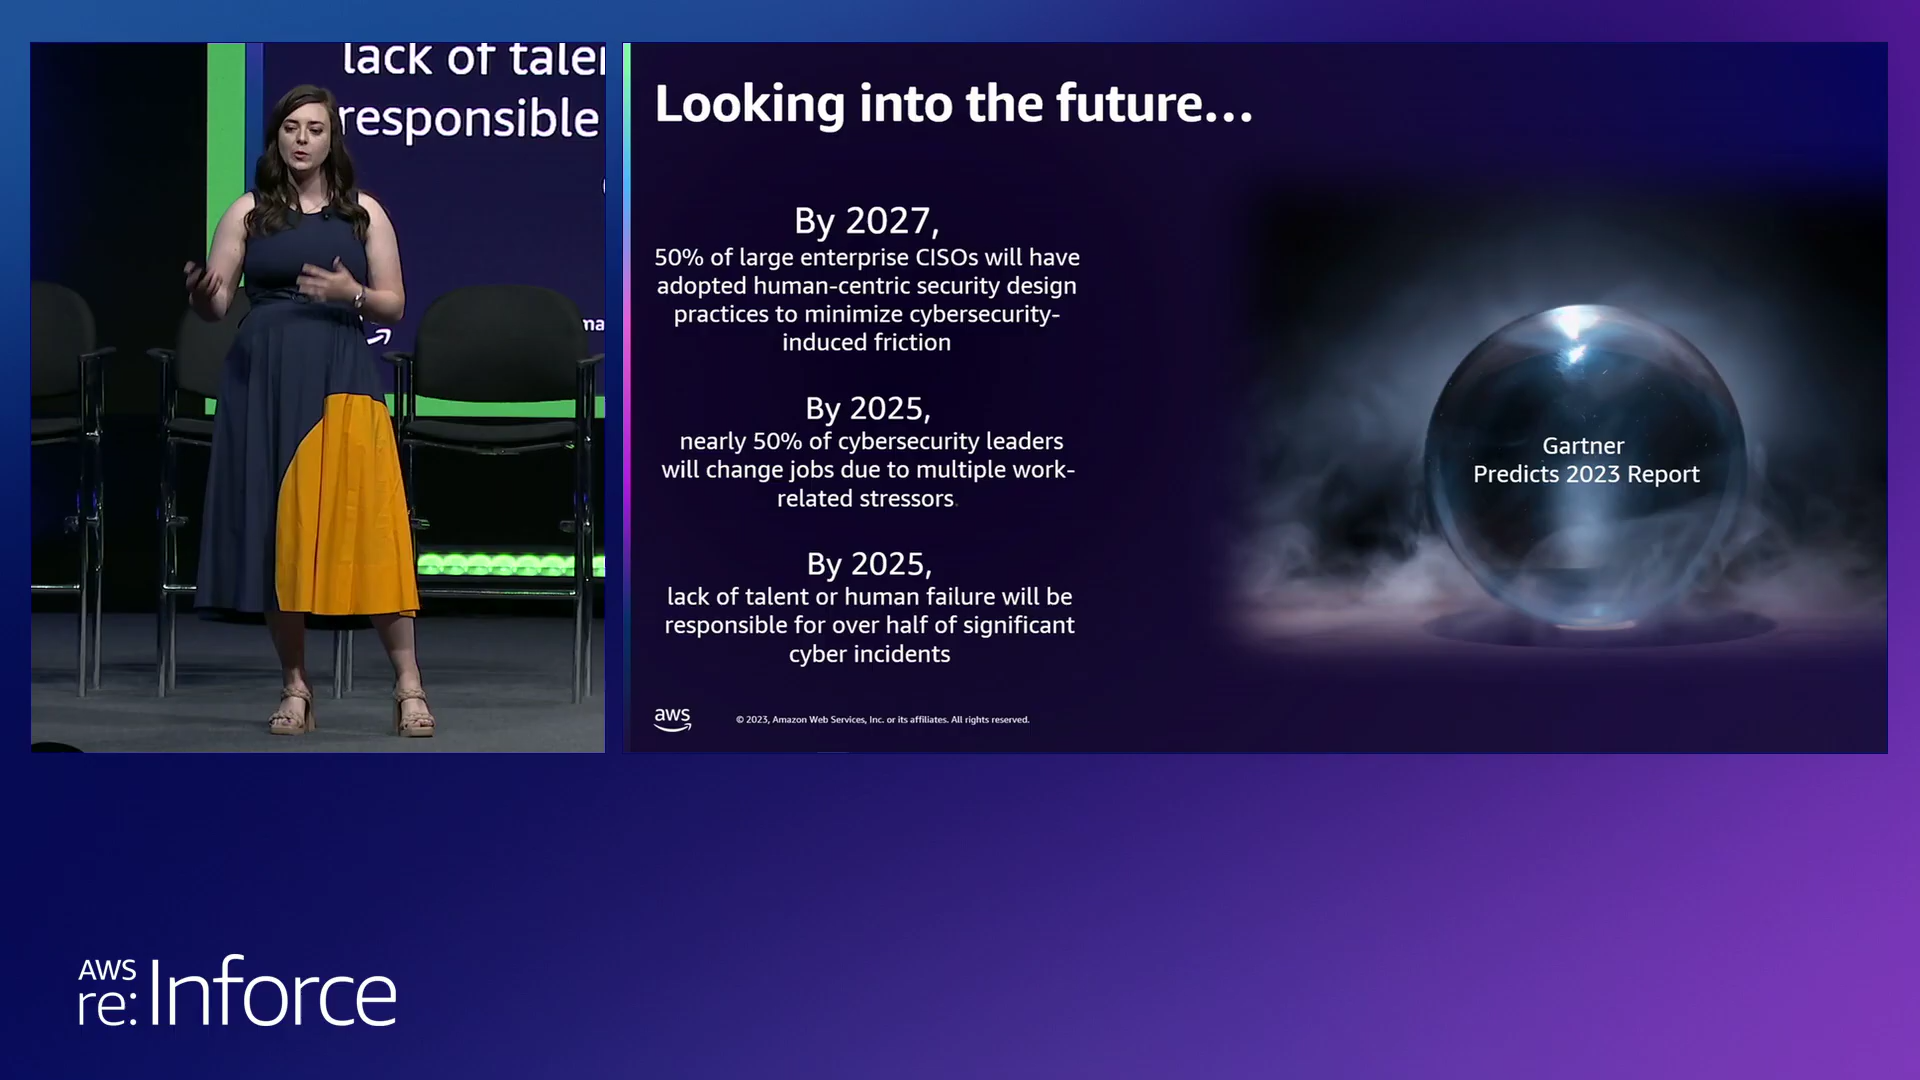 lack of
responsible
Looking into the future...
By 2027,
50% of large enterprise CISOs will have
adopted human-centric security design
practices to minimize cybersecurity-
induced friction
By 2025,
nearly 50% of cybersecurity leaders
will change jobs due to multiple work-
related stressors.
By 2025,
lack of talent or human failure will be
responsible for over half of significant
cyber incidents
Gartner
Predicts 2023 Report
aws
© 2023, Amazon Web Services, Inc. or its affiliates. All rights reserved.
AWS
re:Inforce